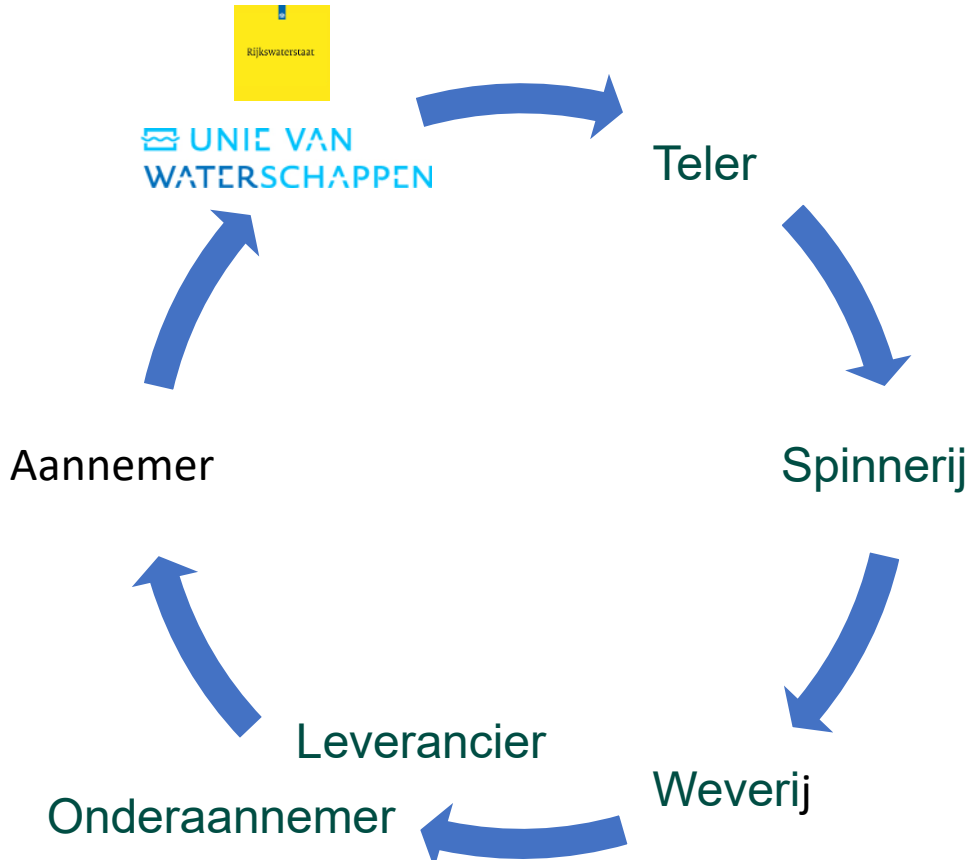 Rijkswaterstaat
UNIE VAN
WATERSCHAPPEN
Teler
Spinnerij
Weverij
Leverancier
Onderaannemer
Aannemer